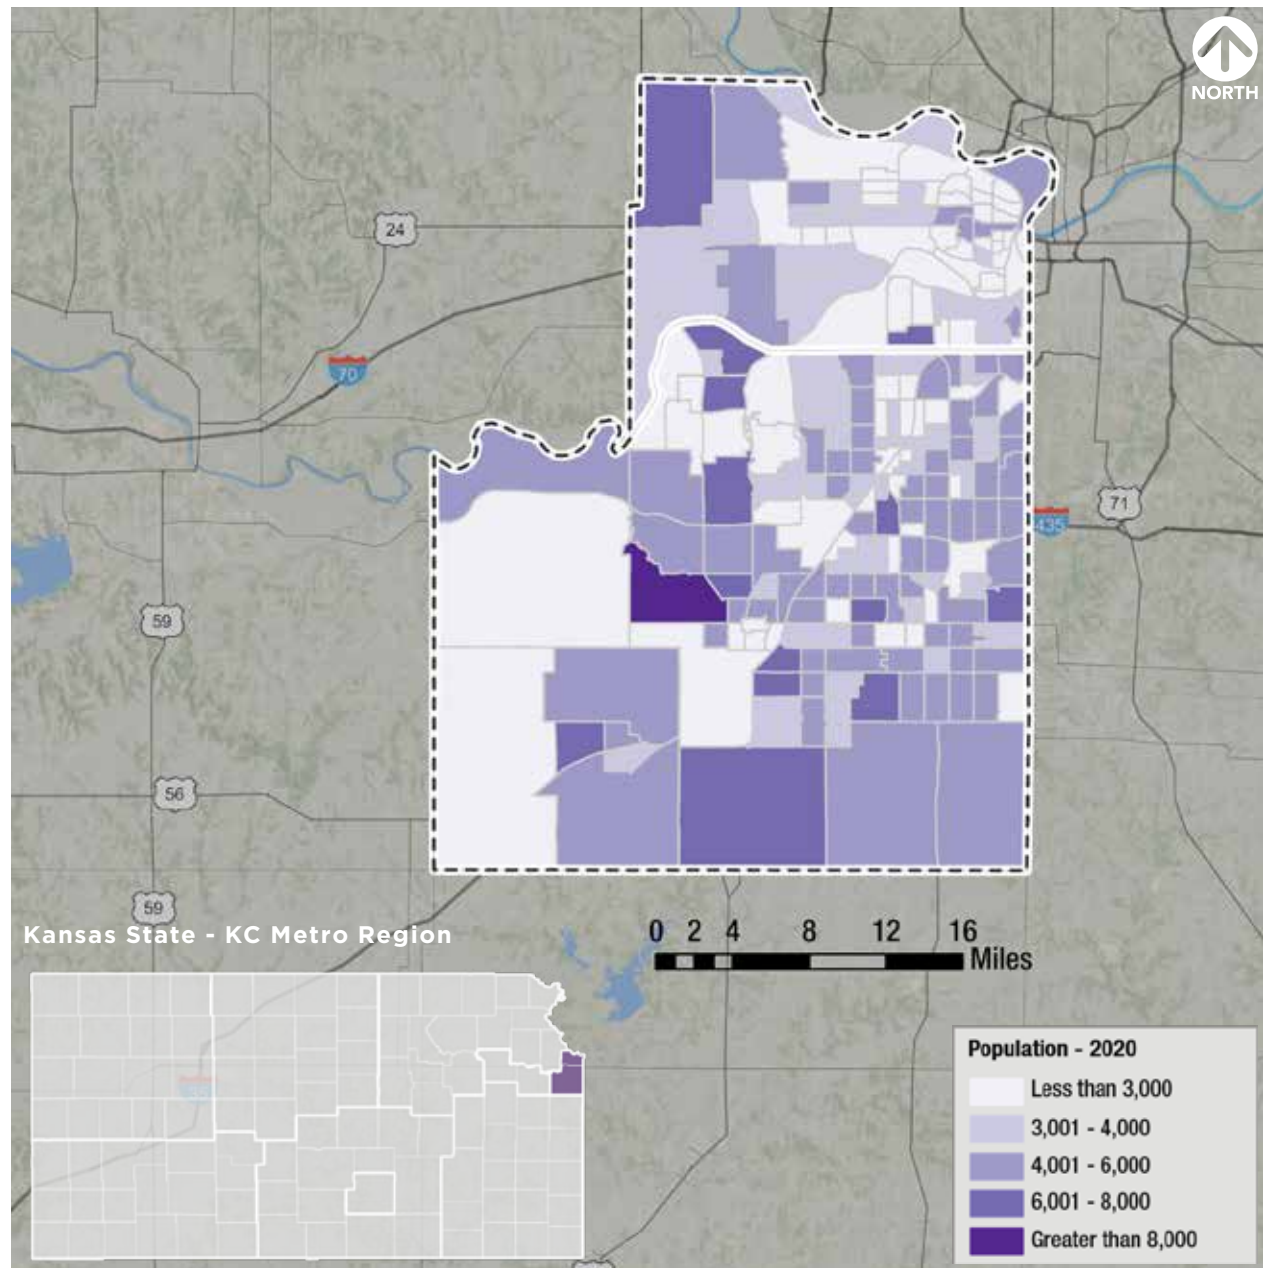 NORTH
24
70
71
435
59
56
59
Kansas State - KC Metro Region
0 2 4 8 12 16
Miles
Population - 2020
Less than 3,000
3,001 - 4,000
4,001 - 6,000
6,001 - 8,000
Greater than 8,000